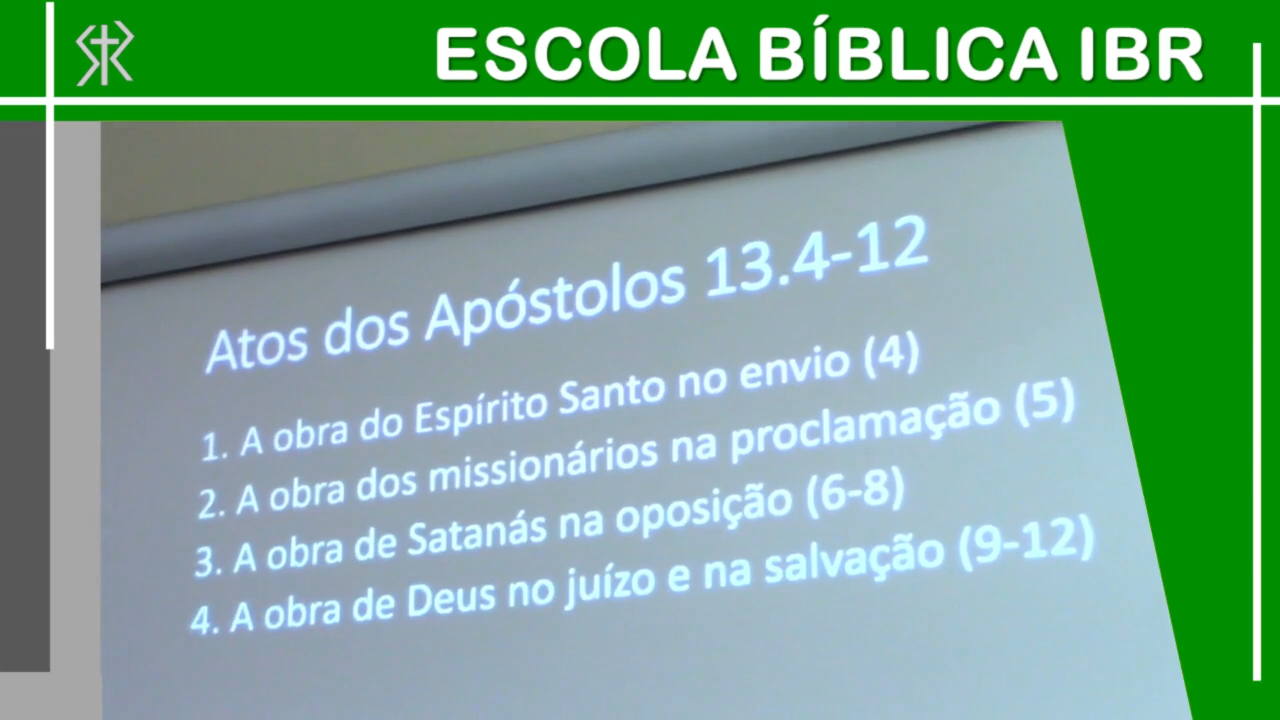 ESCOLA BÍBLICA IBR
Atos dos Apóstolos 13.4-12
1. A obra do Espírito Santo no envio (4)
2. A obra dos missionários na proclamação (5)
3. A obra de Satanás na oposição (6-8)
4. A obra de Deus no juízo e na salvação (9-12)